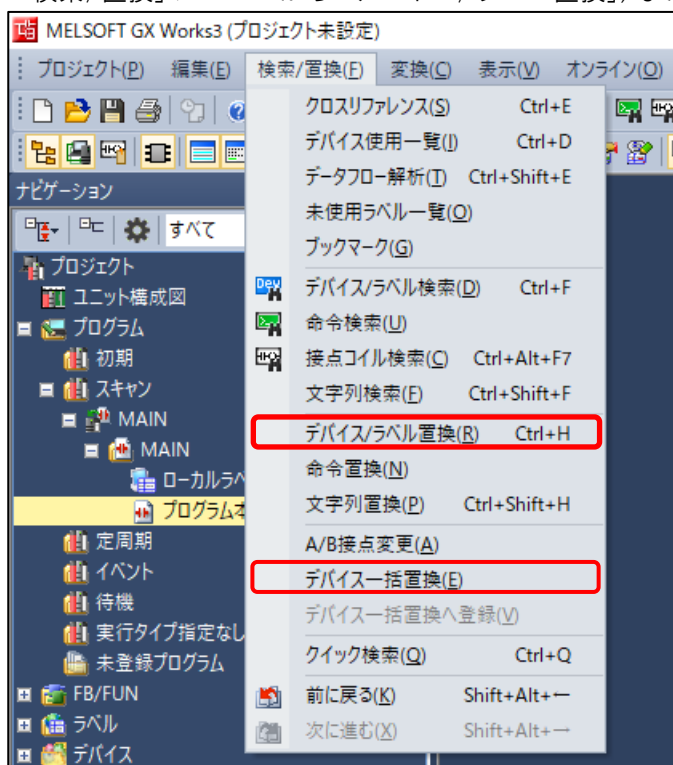 MELSOFT GX Works3 (プロジェクト未設定)
プロジェクト(P) 編集(E) 検索/置換(F) 変換(C) 表示(V) オンライン(O)
ナビゲーション
すべて
プロジェクト
ユニット構成図
プログラム
初期
スキャン
MAIN
MAIN
ローカルラベ
プログラム本
定周期
イベント
待機
実行タイプ指定なし
未登録プログラム
FB/FUN
ラベル
デバイス
クロスリファレンス(S) Ctrl+E
デバイス使用一覧(I) Ctrl+D
データフロー解析(T) Ctrl+Shift+E
未使用ラベル一覧(O)
ブックマーク(G)
Dev
デバイス/ラベル検索(D) Ctrl+F
命令検索(U)
接点コイル検索(C) Ctrl+Alt+F7
文字列検索(F) Ctrl+Shift+F
デバイス/ラベル置換(R) Ctrl+H
命令置換(N)
文字列置換(P) Ctrl+Shift+H
A/B接点変更(A)
デバイス一括置換(E)
デバイス一括置換へ登録(V)
クイック検索(Q) Ctrl+Q
前に戻る(K) Shift+Alt+←
次に進む(X) Shift+Alt+→